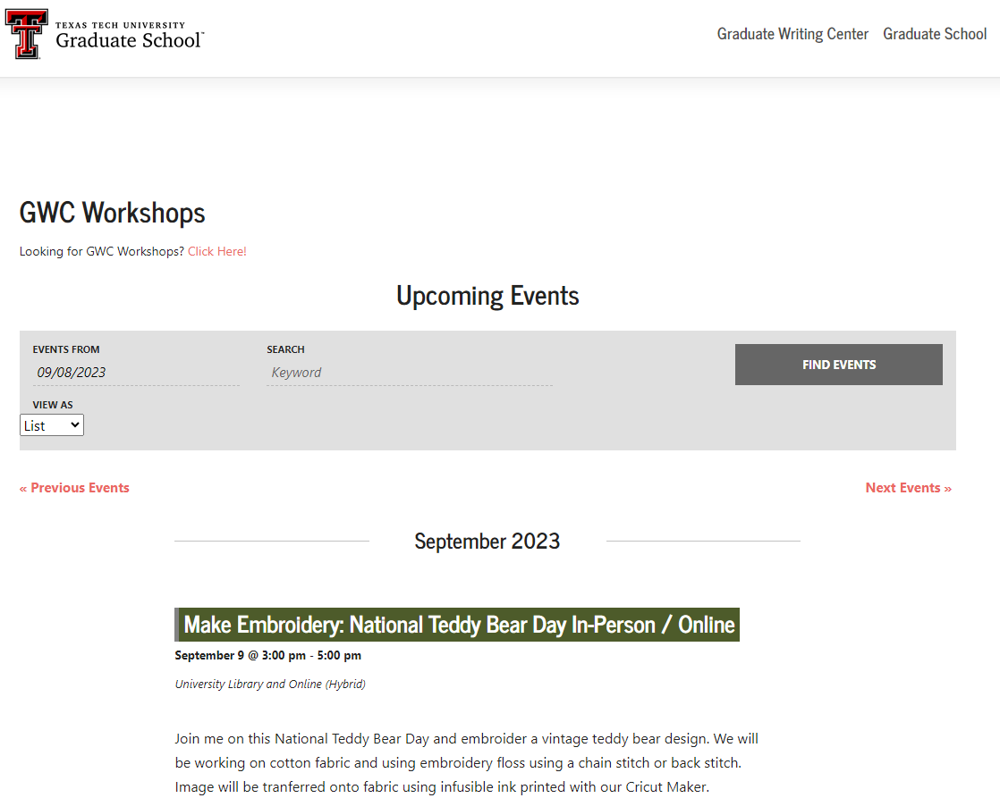 TEXAS TECH UNIVERSITY
Graduate School™
Graduate Writing Center Graduate School
GWC Workshops
Looking for GWC Workshops? Click Here!
Upcoming Events
EVENTS FROM
09/08/2023
SEARCH
Keyword
FIND EVENTS
VIEW AS
List
« Previous Events
Next Events »
September 2023
Make Embroidery: National Teddy Bear Day In-Person / Online
September 9 @ 3:00 pm - 5:00 pm
University Library and Online (Hybrid)
Join me on this National Teddy Bear Day and embroider a vintage teddy bear design. We will
be working on cotton fabric and using embroidery floss using a chain stitch or back stitch.
Image will be tranferred onto fabric using infusible ink printed with our Cricut Maker.